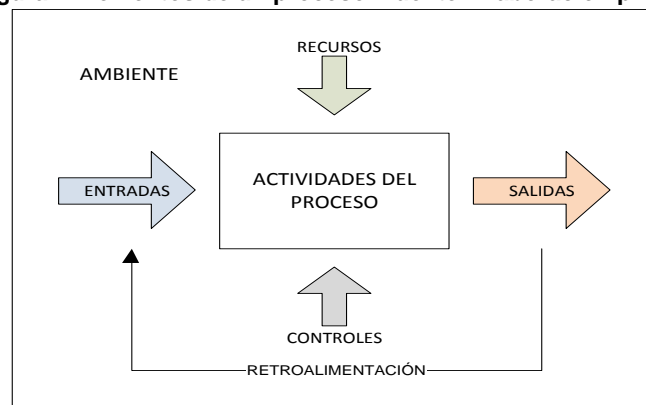 RECURSOS
AMBIENTE
ENTRADAS
ACTIVIDADES DEL
PROCESO
SALIDAS
CONTROLES
RETROALIMENTACIÓN